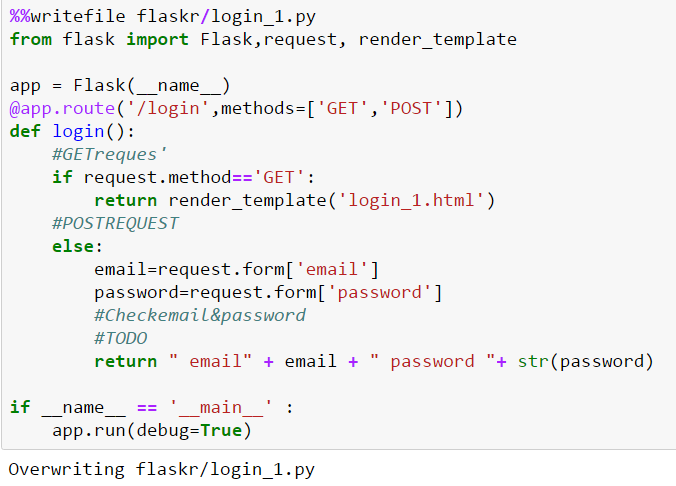 %%writefile flaskr/login_1.py
from flask import Flask,request, render_template
app = Flask(__name__)
@app.route('/login',methods=['GET','POST'])
def login():
    #GETreques'
    if request.method=='GET':
        return render_template('login_1.html')
    #POSTREQUEST
    else:
        email=request.form['email']
        password=request.form['password']
        #Checkemail&password
        #TODO
        return " email" + email + " password "+ str(password)
if __name__ == '__main__' :
    app.run(debug=True)
Overwriting flaskr/login_1.py